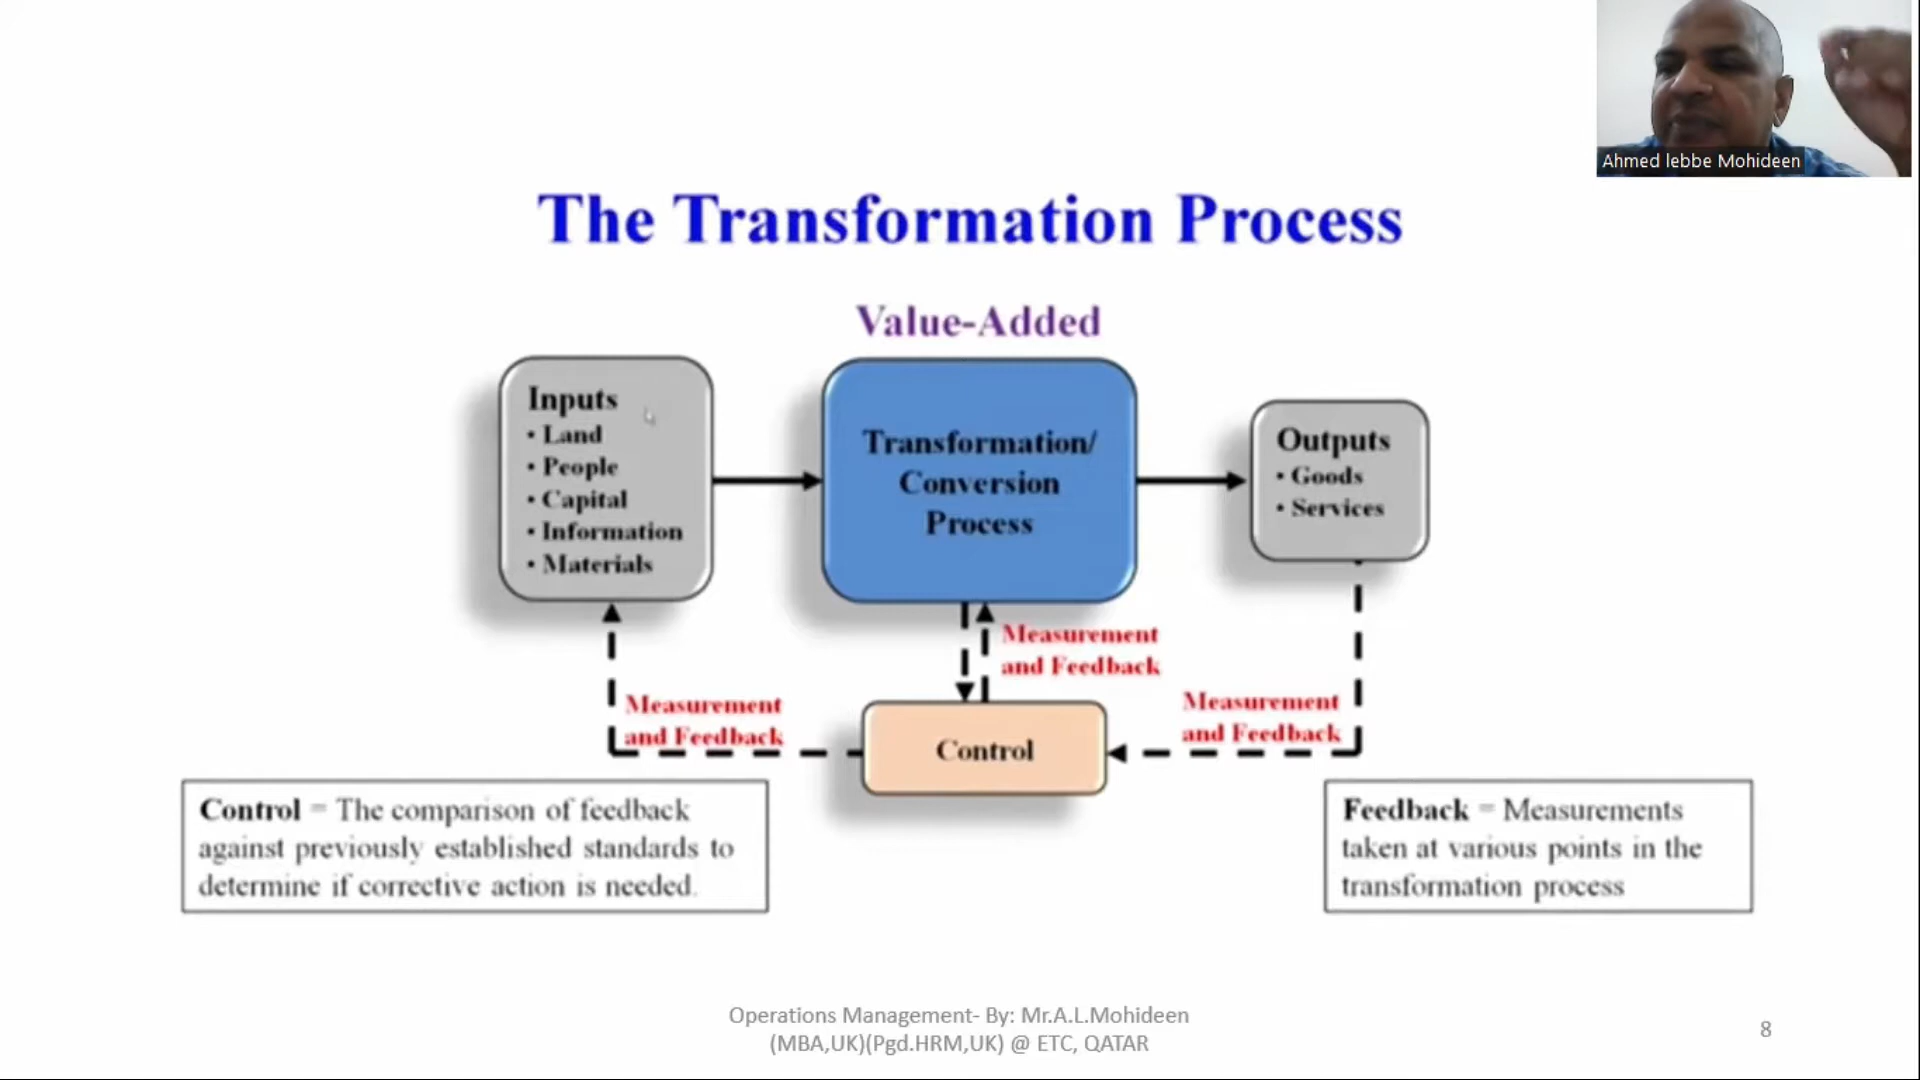 Ahmed lebbe Mohideen
The Transformation Process
Value-Added
Inputs
• Land
• People
• Capital
• Information
• Materials
Transformation/
Conversion
Process
Outputs
• Goods
• Services
Measurement
and Feedback
Measurement
and Feedback
Measurement
and Feedback
Control
Control = The comparison of feedback
against previously established standards to
determine if corrective action is needed.
Feedback = Measurements
taken at various points in the
transformation process
Operations Management- By: Mr.A.L.Mohideen
(MBA,UK)(Pgd.HRM,UK) @ ETC, QATAR
8